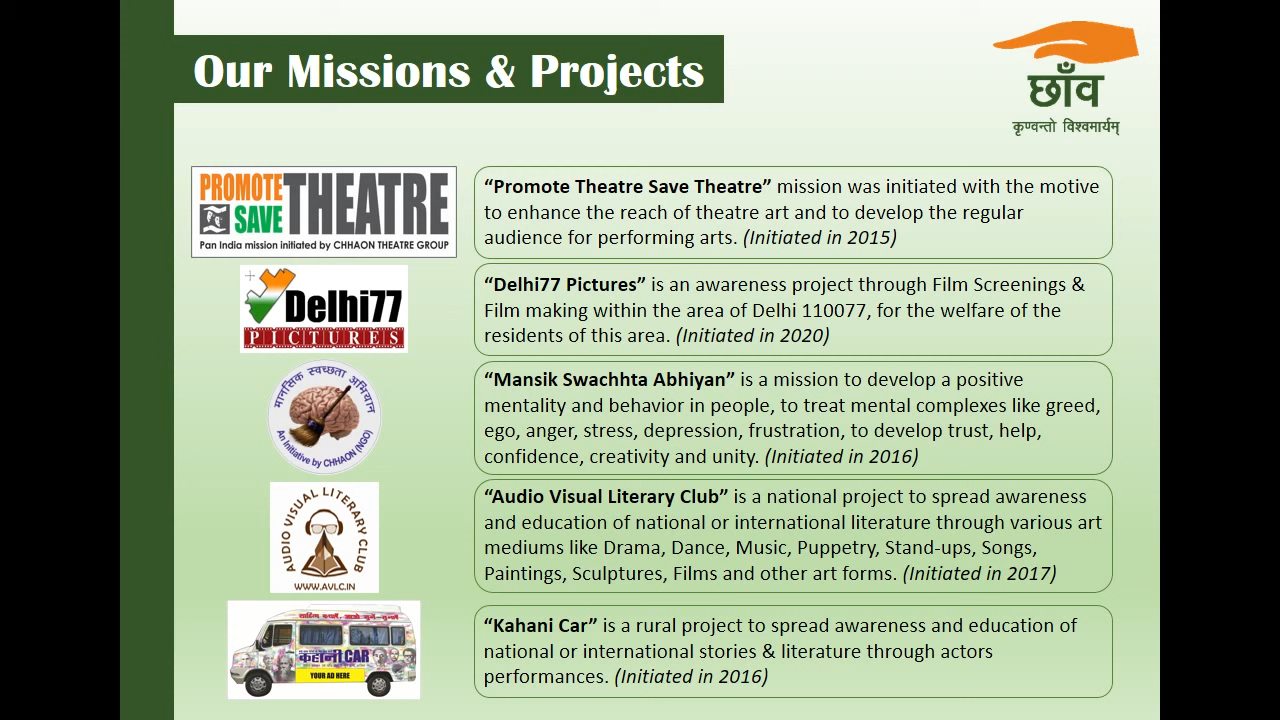 Our Missions & Projects
छाँव
कृण्वन्तो विश्वमार्यम्
PROMOTE
SAVE
THEATRE
Pan India mission initiated by CHHAON THEATRE GROUP
“Promote Theatre Save Theatre” mission was initiated with the motive
to enhance the reach of theatre art and to develop the regular
audience for performing arts. (Initiated in 2015)
Delhi77
PICTURES
“Delhi77 Pictures” is an awareness project through Film Screenings &
Film making within the area of Delhi 110077, for the welfare of the
residents of this area. (Initiated in 2020)
मानसिक स्वच्छता अभियान
An Initiative by CHHAON (NGO)
“Mansik Swachhta Abhiyan” is a mission to develop a positive
mentality and behavior in people, to treat mental complexes like greed,
ego, anger, stress, depression, frustration, to develop trust, help,
confidence, creativity and unity. (Initiated in 2016)
AUDIO VISUAL LITERARY CLUB
WWW.AVLC.IN
“Audio Visual Literary Club” is a national project to spread awareness
and education of national or international literature through various art
mediums like Drama, Dance, Music, Puppetry, Stand-ups, Songs,
Paintings, Sculptures, Films and other art forms. (Initiated in 2017)
कहानी CAR
YOUR AD HERE
“Kahani Car” is a rural project to spread awareness and education of
national or international stories & literature through actors
performances. (Initiated in 2016)